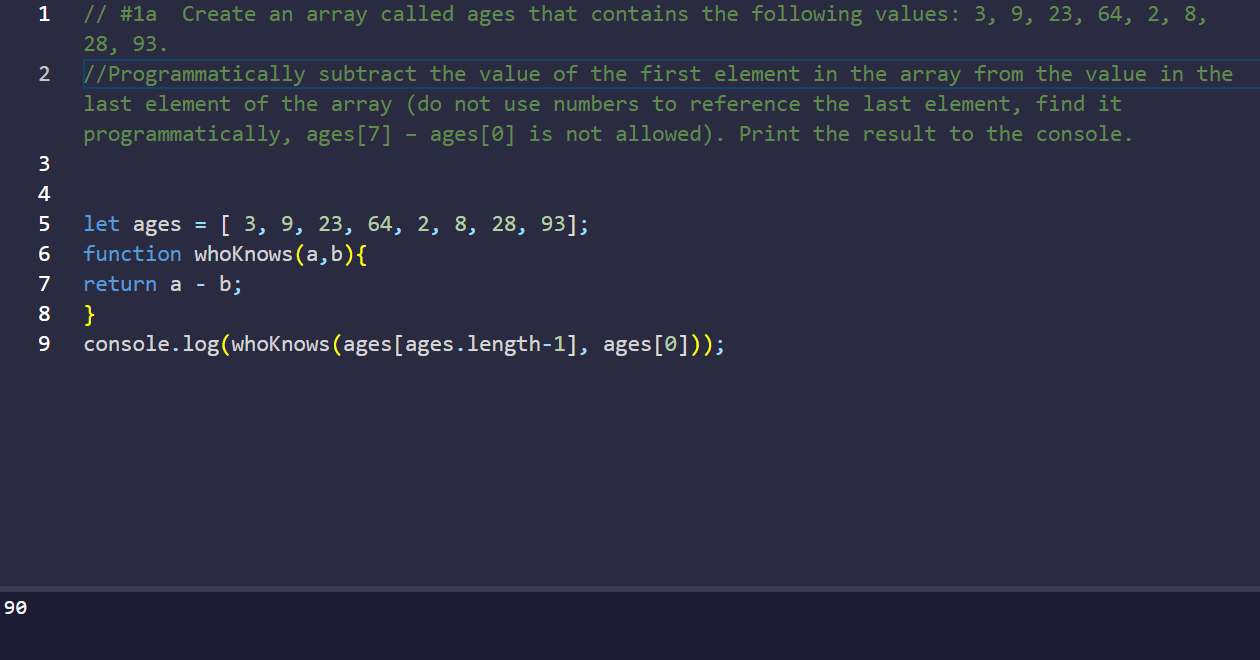 1 // #1a  Create an array called ages that contains the following values: 3, 9, 23, 64, 2, 8,
28, 93.
2 //Programmatically subtract the value of the first element in the array from the value in the
last element of the array (do not use numbers to reference the last element, find it
programmatically, ages[7] – ages[0] is not allowed). Print the result to the console.
3
4
5 let ages = [ 3, 9, 23, 64, 2, 8, 28, 93];
6 function whoKnows(a,b){
7 return a - b;
8 }
9 console.log(whoKnows(ages[ages.length-1], ages[0]));
90